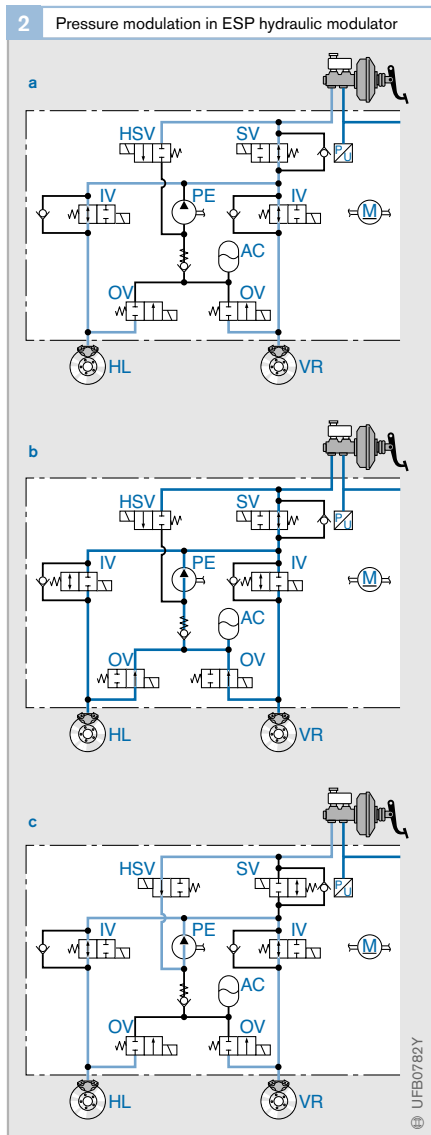 2 Pressure modulation in ESP hydraulic modulator
a
HSV SV
P U
IV PE IV M
AC
OV OV
HL VR
b
HSV SV
P U
IV PE IV M
AC
OV OV
HL VR
c
HSV SV
P U
IV PE IV M
AC
OV OV
HL VR
UFB0782Y